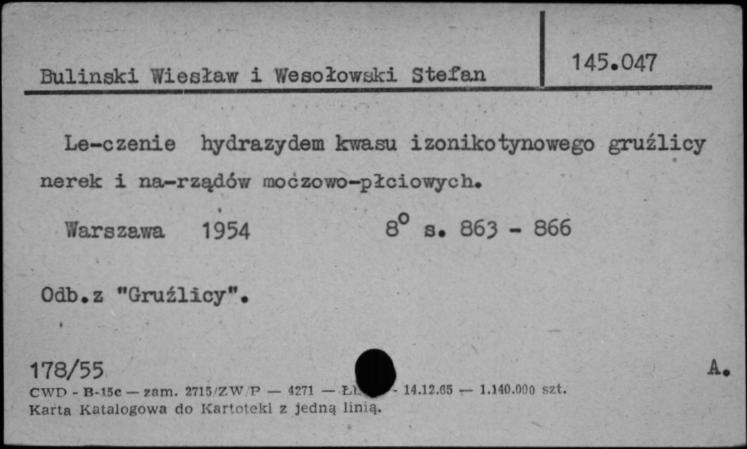 Bulinski Wiesław i Wesołowski Stefan
145.047
Le-czenie hydrazydem kwasu izonikotynowego gruźlicy
nerek i na-rządów moczowo-płciowych.
Warszawa 1954 8° s. 863 - 866
Odb.z "Gruźlicy".
178/55 A.
CWD - B-15c — zam. 2715/ZW/P — 4271 — - 14.12.65 — 1.140.000 szt.
Karta Katalogowa do Kartoteki z jedną linią.